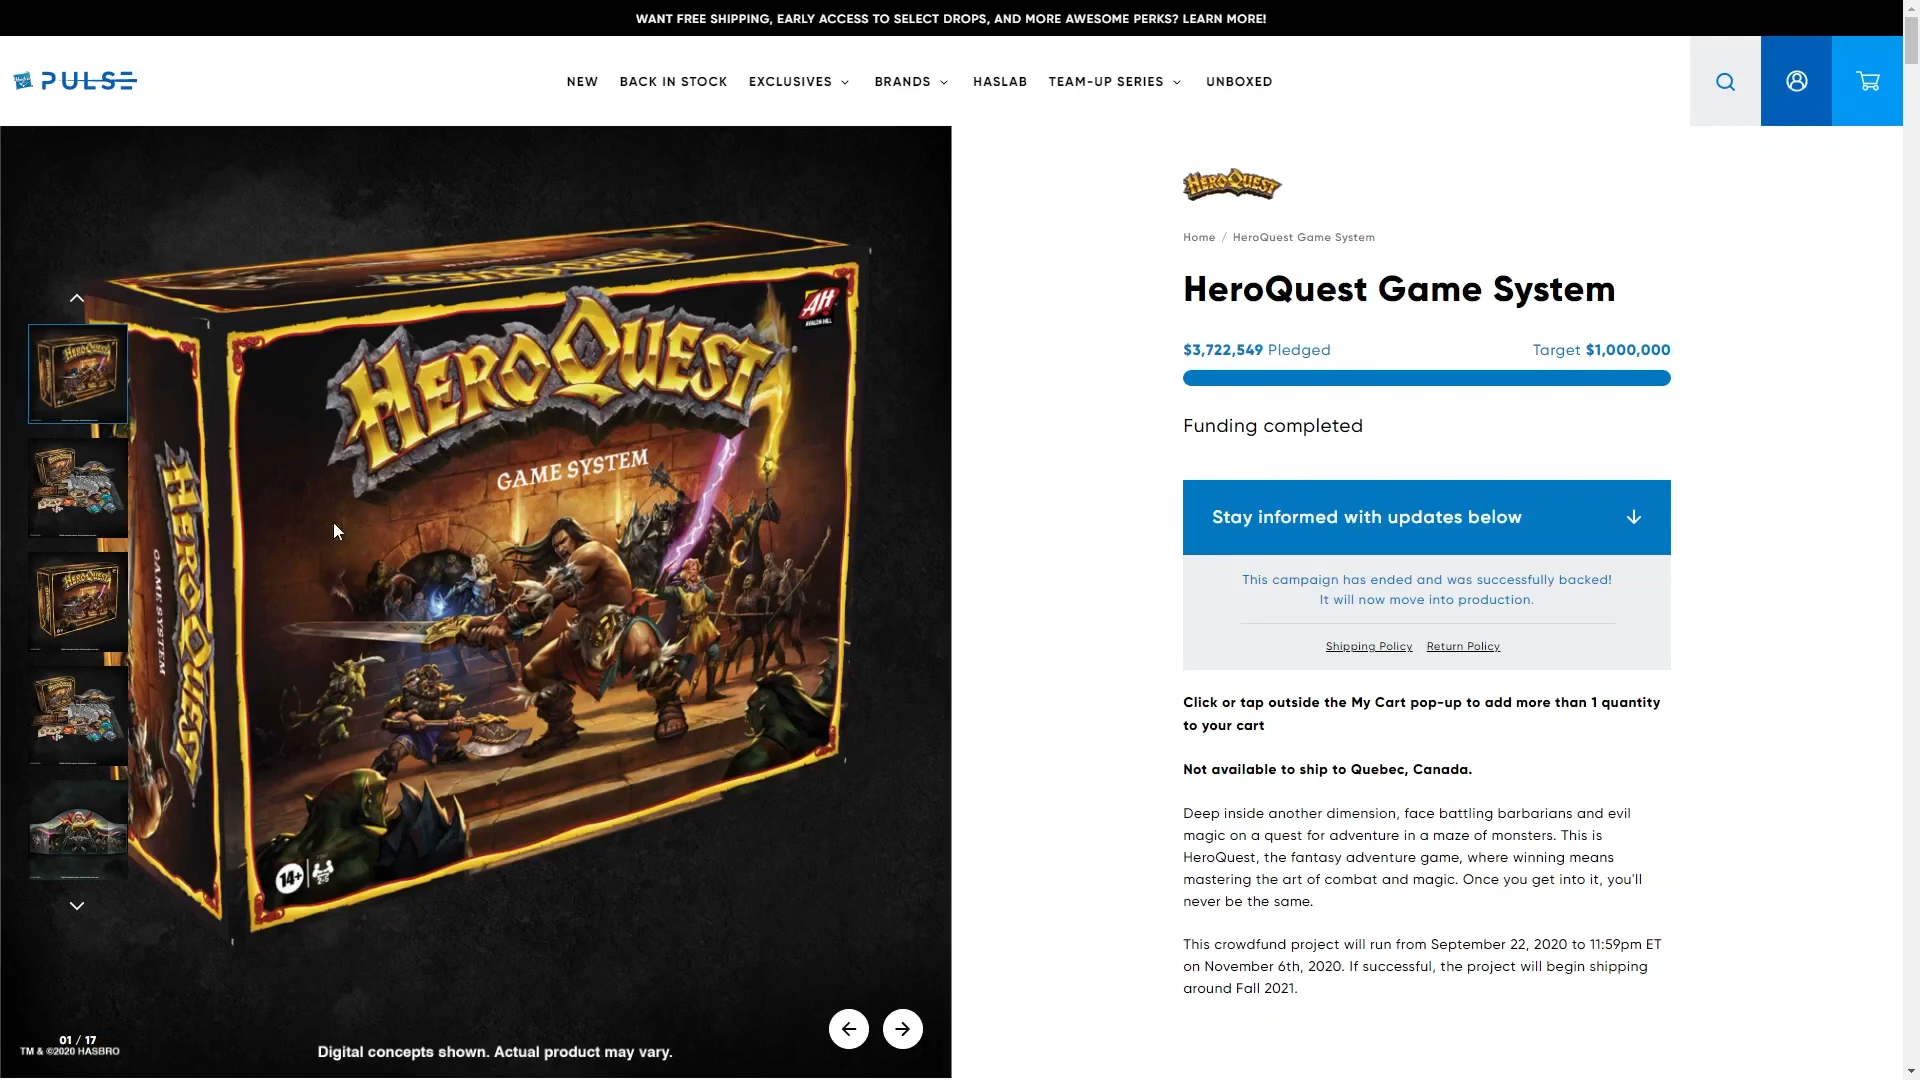 WANT FREE SHIPPING, EARLY ACCESS TO SELECT DROPS, AND MORE AWESOME PERKS? LEARN MORE!
PULSE
NEW
BACK IN STOCK
EXCLUSIVES
BRANDS
HASLAB
TEAM-UP SERIES
UNBOXED
HEROQUEST
AH
AVALON HILL
HEROQUEST
GAME SYSTEM
HEROQUEST
GAME SYSTEM
14+
2-5
01 / 17
TM & ©2020 HASBRO
Digital concepts shown. Actual product may vary.
HEROQUEST
Home / HeroQuest Game System
HeroQuest Game System
$3,722,549 Pledged
Target $1,000,000
Funding completed
Stay informed with updates below
This campaign has ended and was successfully backed!
It will now move into production.
Shipping Policy
Return Policy
Click or tap outside the My Cart pop-up to add more than 1 quantity
to your cart
Not available to ship to Quebec, Canada.
Deep inside another dimension, face battling barbarians and evil
magic on a quest for adventure in a maze of monsters. This is
HeroQuest, the fantasy adventure game, where winning means
mastering the art of combat and magic. Once you get into it, you'll
never be the same.
This crowdfund project will run from September 22, 2020 to 11:59pm ET
on November 6th, 2020. If successful, the project will begin shipping
around Fall 2021.